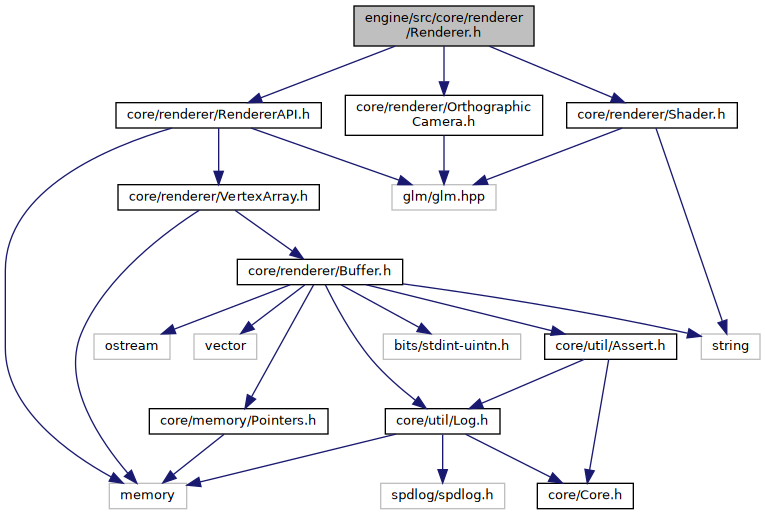 engine/src/core/renderer
/Renderer.h
core/renderer/RendererAPI.h
core/renderer/Orthographic
Camera.h
core/renderer/Shader.h
core/renderer/VertexArray.h
glm/glm.hpp
core/renderer/Buffer.h
ostream
vector
bits/stdint-uintn.h
core/util/Assert.h
string
core/memory/Pointers.h
core/util/Log.h
memory
spdlog/spdlog.h
core/Core.h